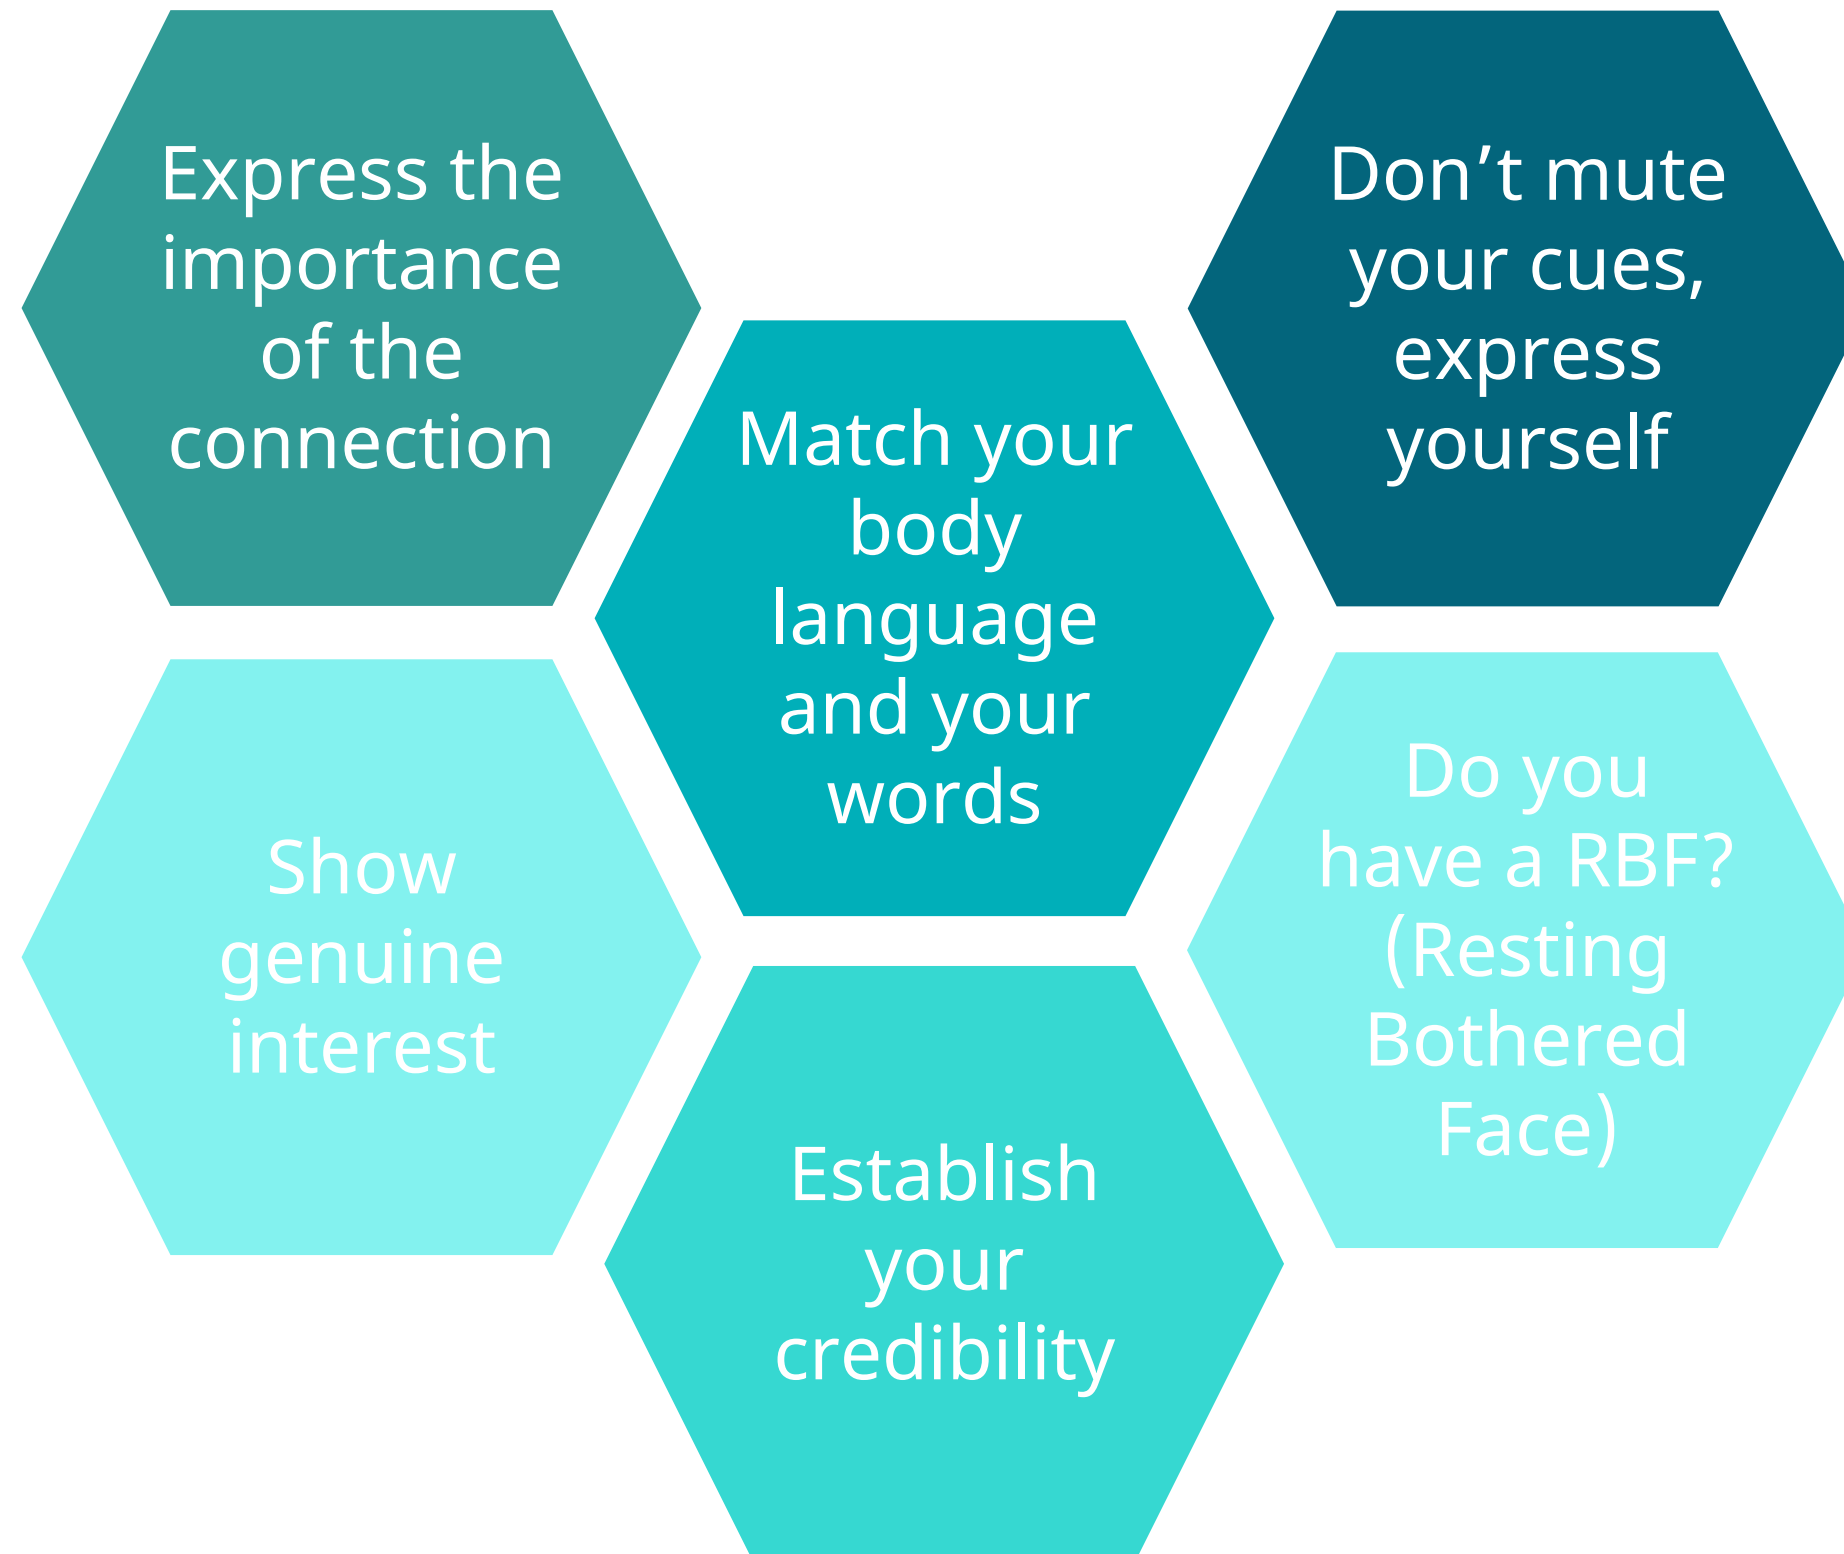 Express the
importance
of the
connection
Don’t mute
your cues,
express
yourself
Match your
body
language
and your
words
Show
genuine
interest
Do you
have a RBF?
(Resting
Bothered
Face)
Establish
your
credibility